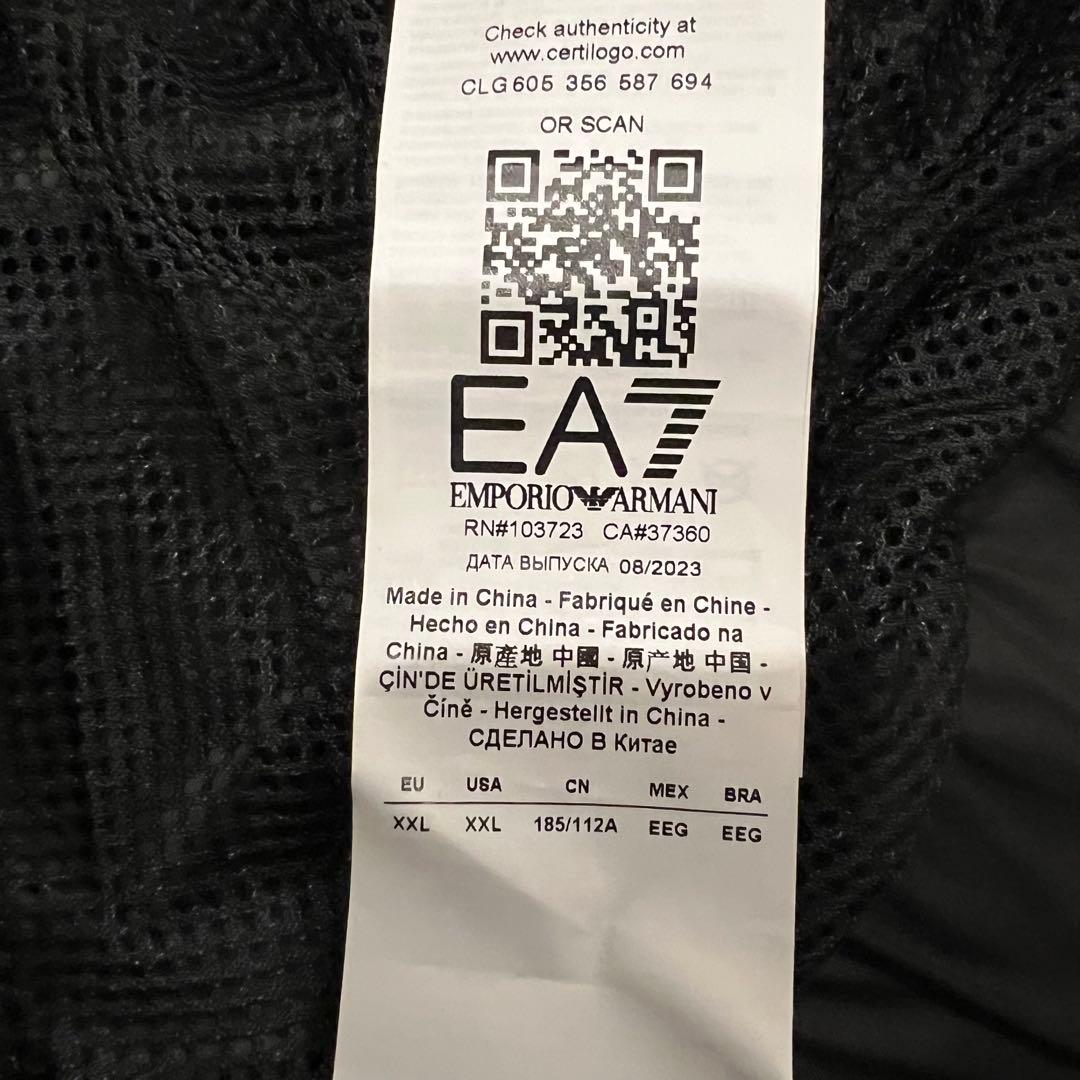 Check authenticity at
www.certilogo.com
CLG 605 356 587 694
OR SCAN
EA7
EMPORIO ARMANI
RN#103723 CA#37360
ДАТА ВЫПУСКА 08/2023
Made in China - Fabriqué en Chine -
Hecho en China - Fabricado na
China - 原產地 中國 - 原产地 中国 -
ÇİN'DE ÜRETİLMİŞTİR - Vyrobeno v
Číně - Hergestellt in China -
СДЕЛАНО В Китае
EU USA CN MEX BRA
XXL XXL 185/112A EEG EEG